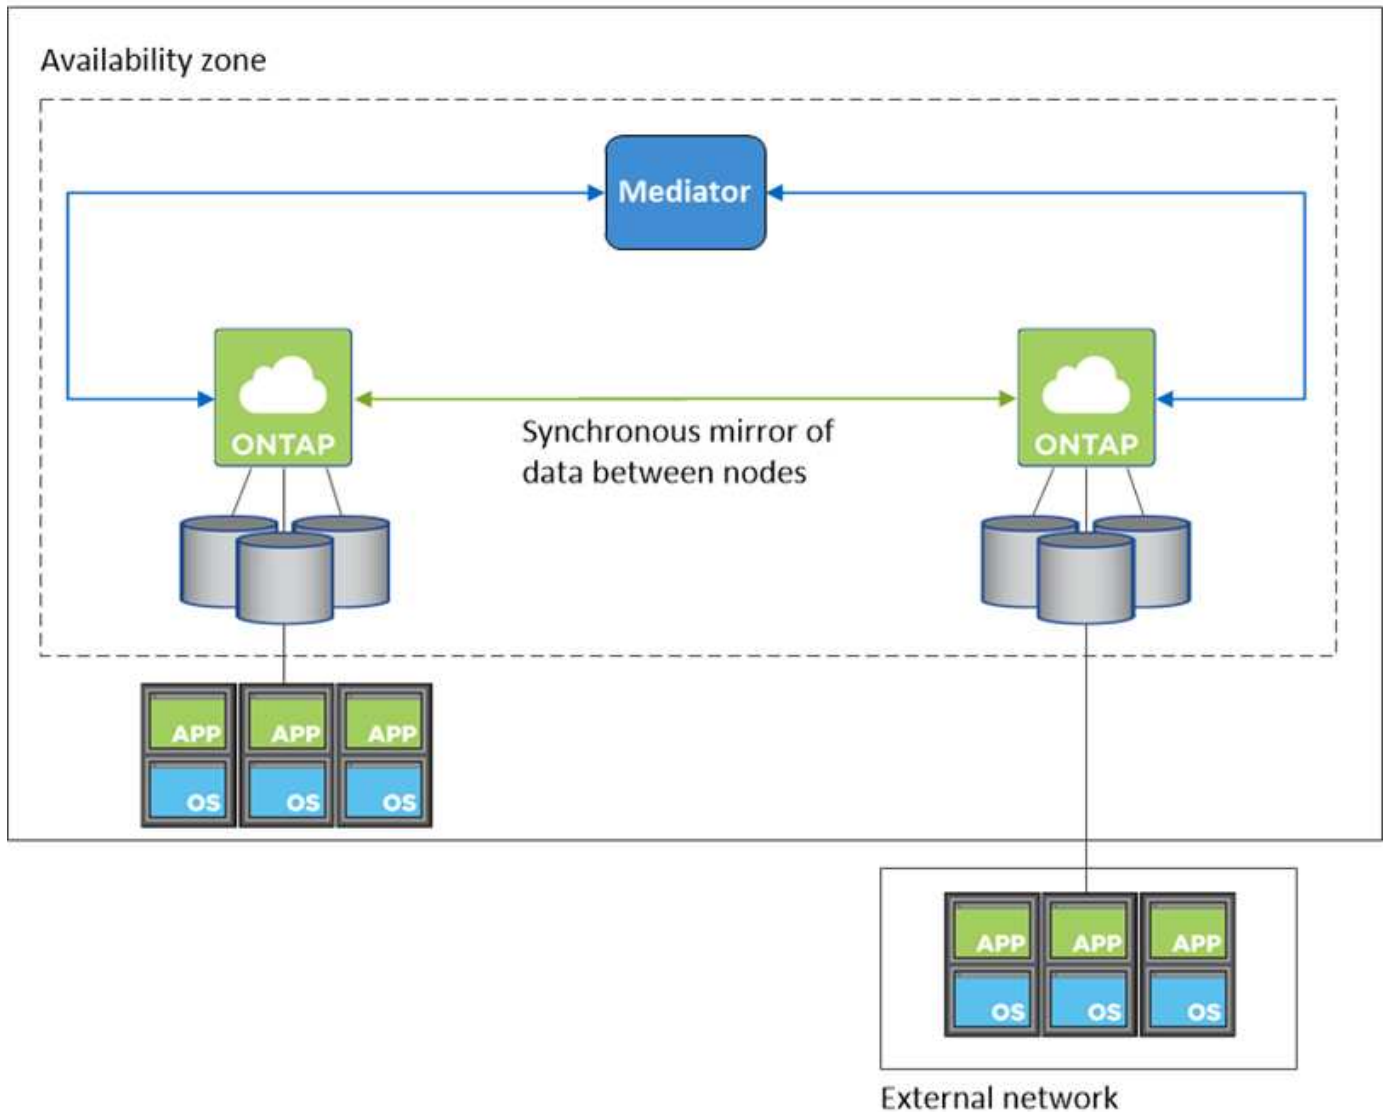 Availability zone
Mediator
ONTAP
ONTAP
Synchronous mirror of
data between nodes
APP APP APP
OS OS OS
APP APP APP
OS OS OS
External network